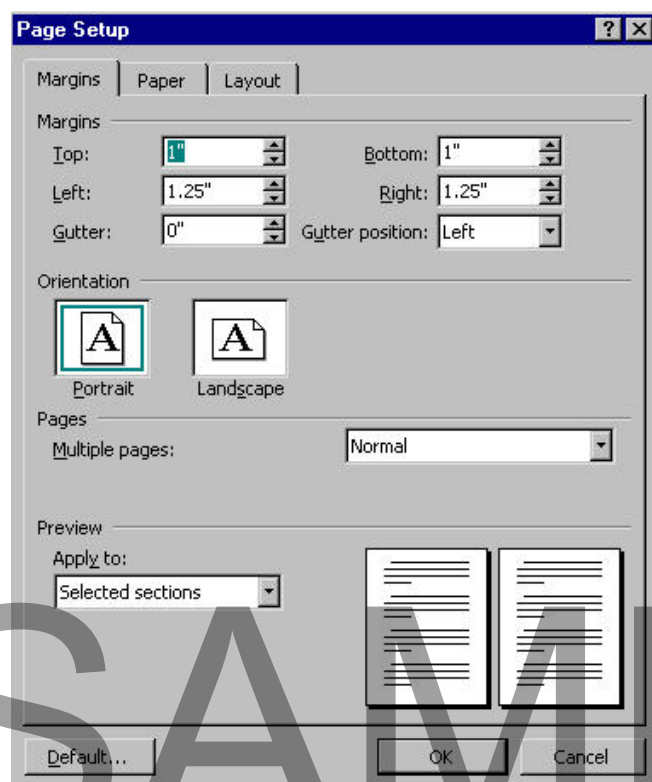 Page Setup
Margins Paper Layout
Margins
Top: 1" Bottom: 1"
Left: 1.25" Right: 1.25"
Gutter: 0" Gutter position: Left
Orientation
A A
Portrait Landscape
Pages
Multiple pages: Normal
Preview
Apply to:
Selected sections
SAM
Default... OK Cancel